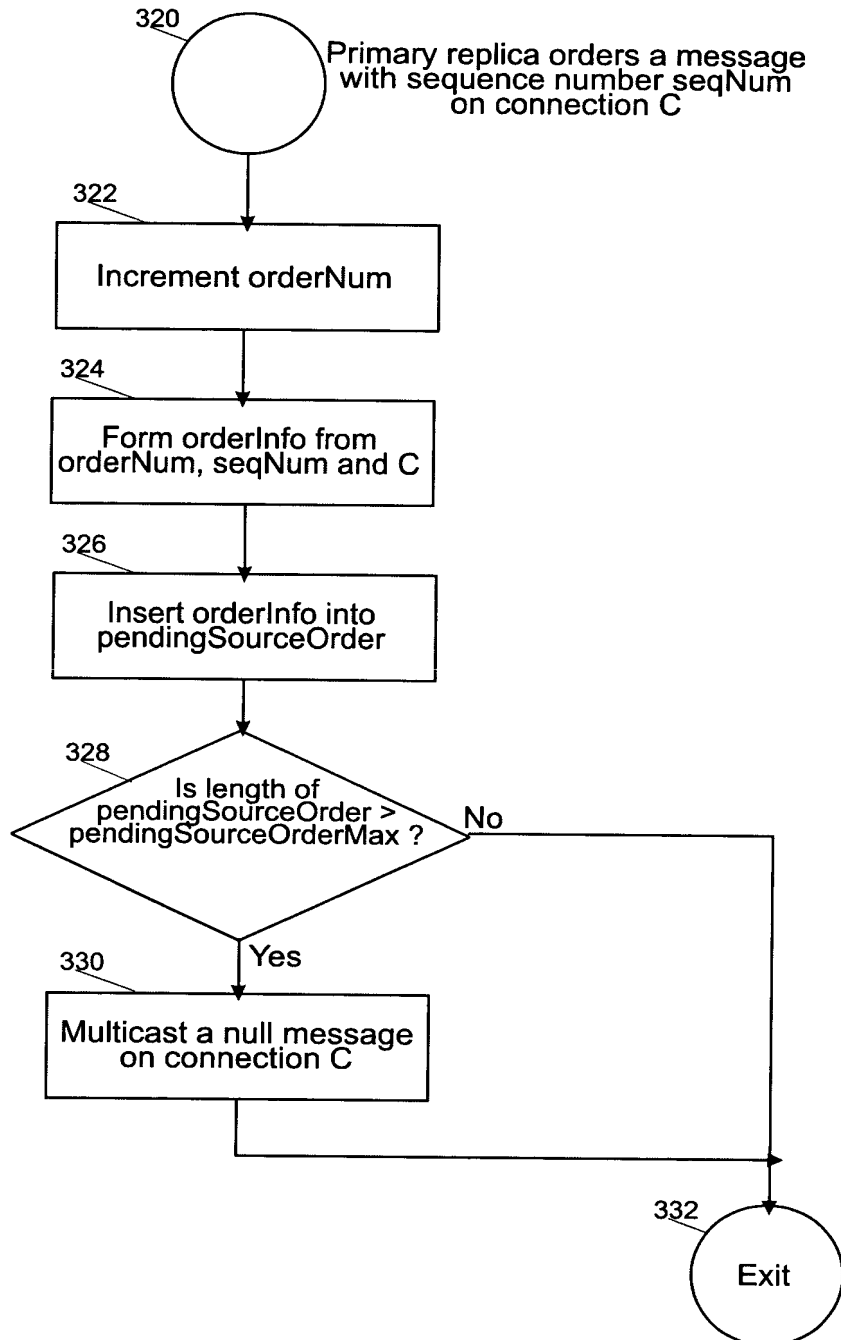 320
Primary replica orders a message
with sequence number seqNum
on connection C
322
Increment orderNum
324
Form orderInfo from
orderNum, seqNum and C
326
Insert orderInfo into
pendingSourceOrder
328
Is length of
pendingSourceOrder >
pendingSourceOrderMax ?
No
Yes
330
Multicast a null message
on connection C
332
Exit